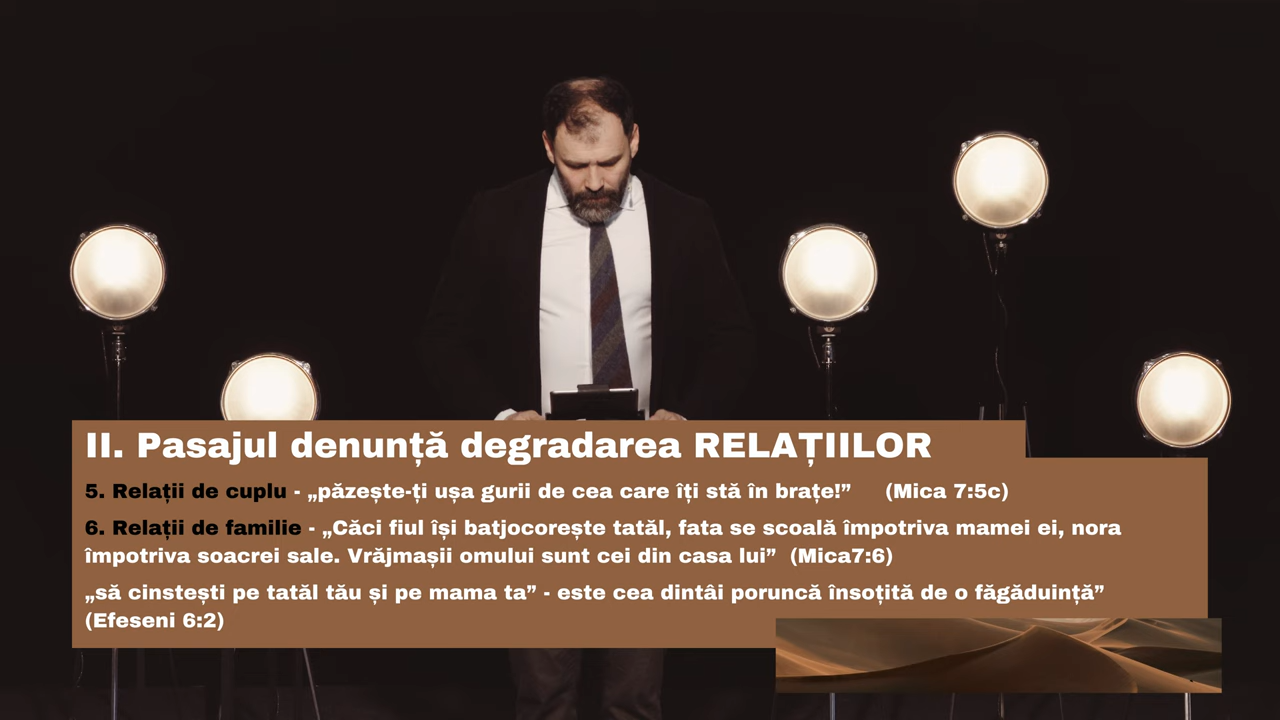 II. Pasajul denunță degradarea RELAȚIILOR
5. Relații de cuplu - „păzește-ți ușa gurii de cea care îți stă în brațe!” (Mica 7:5c)
6. Relații de familie - „Căci fiul își batjocorește tatăl, fata se scoală împotriva mamei ei, nora
împotriva soacrei sale. Vrăjmașii omului sunt cei din casa lui” (Mica7:6)
„să cinstești pe tatăl tău și pe mama ta” - este cea dintâi poruncă însoțită de o făgăduință”
(Efeseni 6:2)